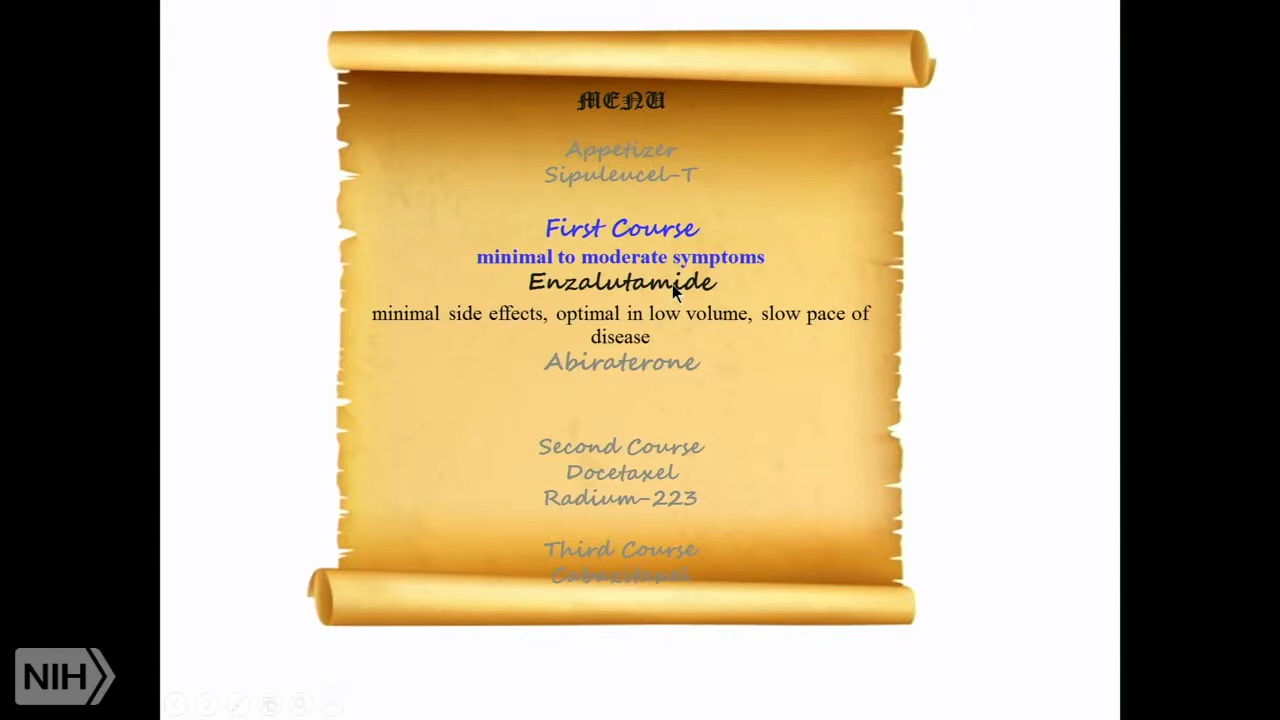 MENU
Appetizer
Sipuleucel-T
First Course
minimal to moderate symptoms
Enzalutamide
minimal side effects, optimal in low volume, slow pace of
disease
Abiraterone
Second Course
Docetaxel
Radium-223
Third Course
Cabazitaxel
NIH